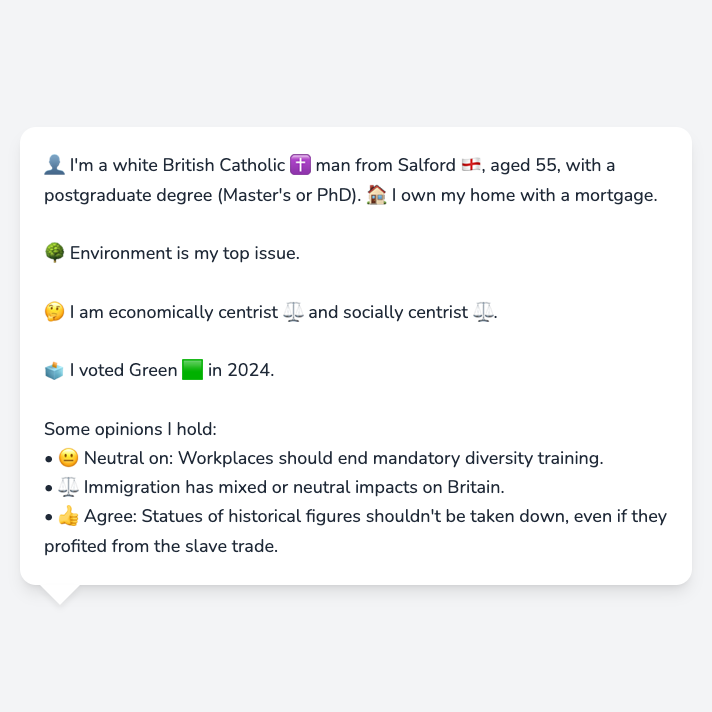 👤 I'm a white British Catholic ✝️ man from Salford 🏴󠁧󠁢󠁥󠁮󠁧󠁿, aged 55, with a
postgraduate degree (Master's or PhD). 🏠 I own my home with a mortgage.
🌳 Environment is my top issue.
🤔 I am economically centrist ⚖️ and socially centrist ⚖️.
🗳️ I voted Green 🟩 in 2024.
Some opinions I hold:
• 😐 Neutral on: Workplaces should end mandatory diversity training.
• ⚖️ Immigration has mixed or neutral impacts on Britain.
• 👍 Agree: Statues of historical figures shouldn't be taken down, even if they
profited from the slave trade.